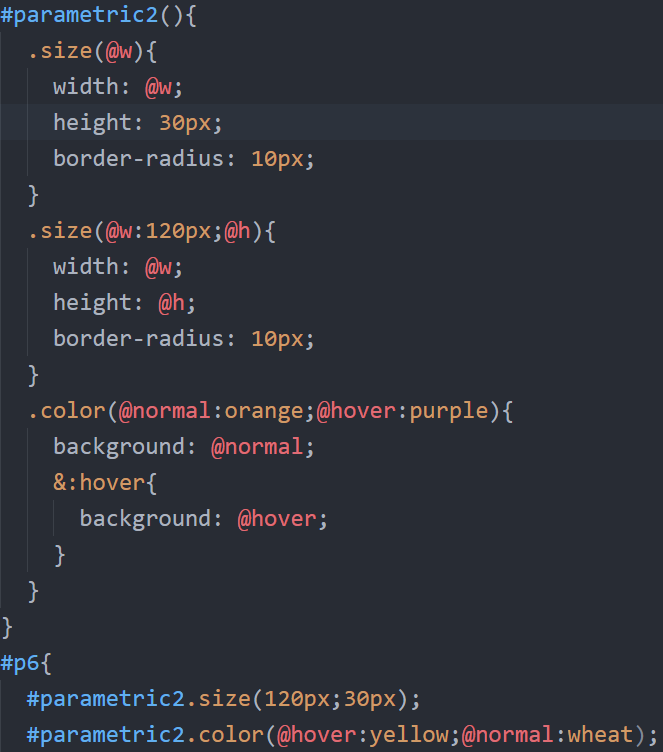 #parametric2(){
  .size(@w){
    width: @w;
    height: 30px;
    border-radius: 10px;
  }
  .size(@w:120px;@h){
    width: @w;
    height: @h;
    border-radius: 10px;
  }
  .color(@normal:orange;@hover:purple){
    background: @normal;
    &:hover{
      background: @hover;
    }
  }
}
#p6{
  #parametric2.size(120px;30px);
  #parametric2.color(@hover:yellow;@normal:wheat);